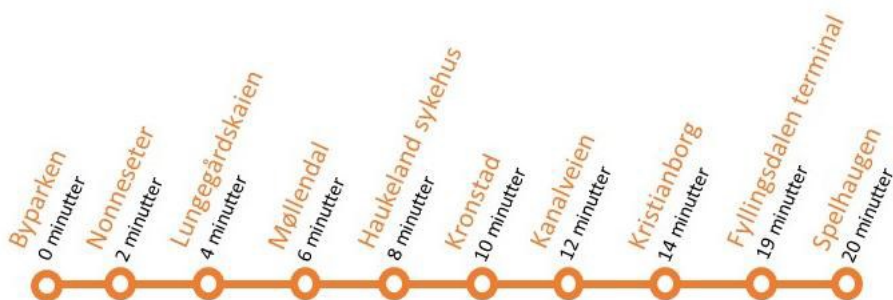 Byparken
0 minutter
Nonneseter
2 minutter
Lungegårdskaien
4 minutter
Møllendal
6 minutter
Haukeland sykehus
8 minutter
Kronstad
10 minutter
Kanalveien
12 minutter
Kristianborg
14 minutter
Fyllingsdalen terminal
19 minutter
Spelhaugen
20 minutter